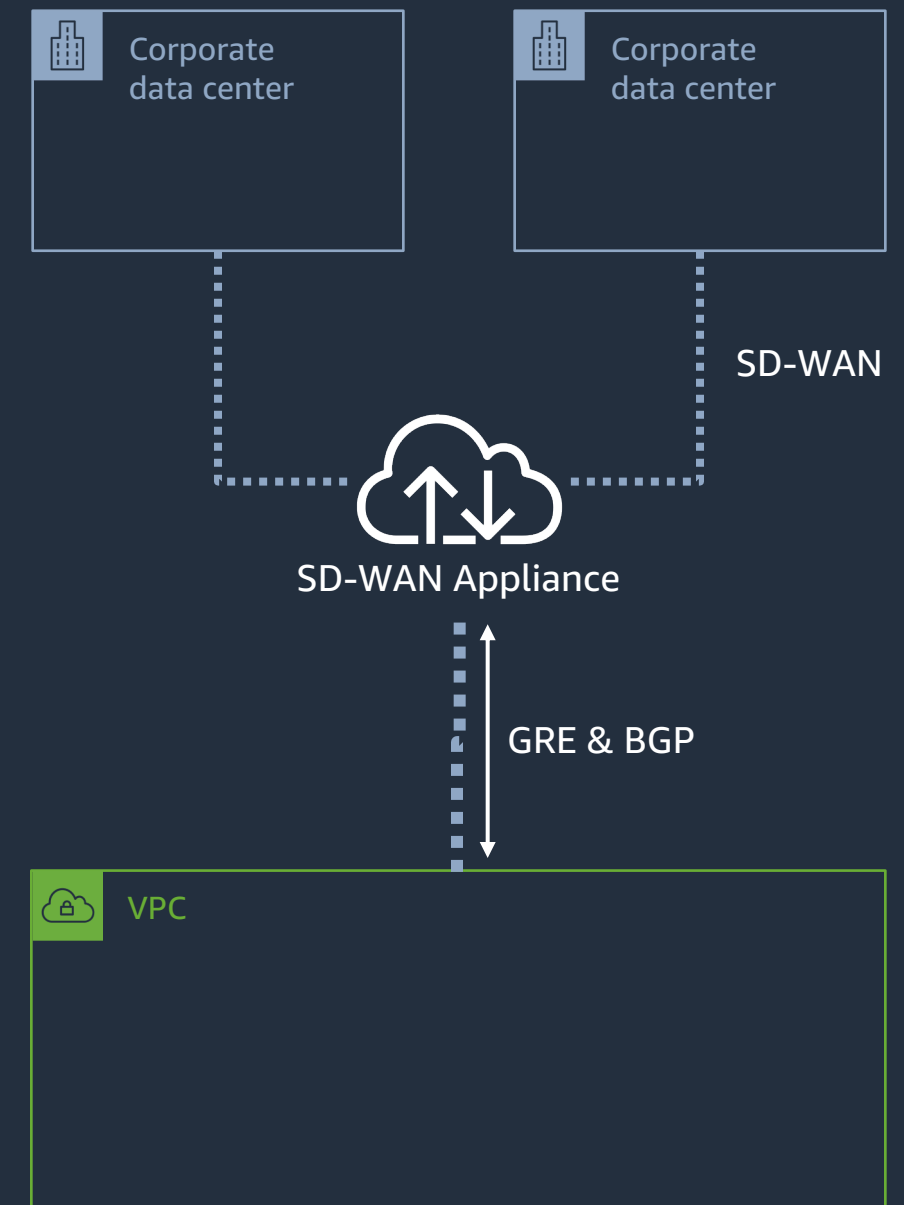 Corporate
data center
Corporate
data center
SD-WAN
SD-WAN Appliance
GRE & BGP
VPC